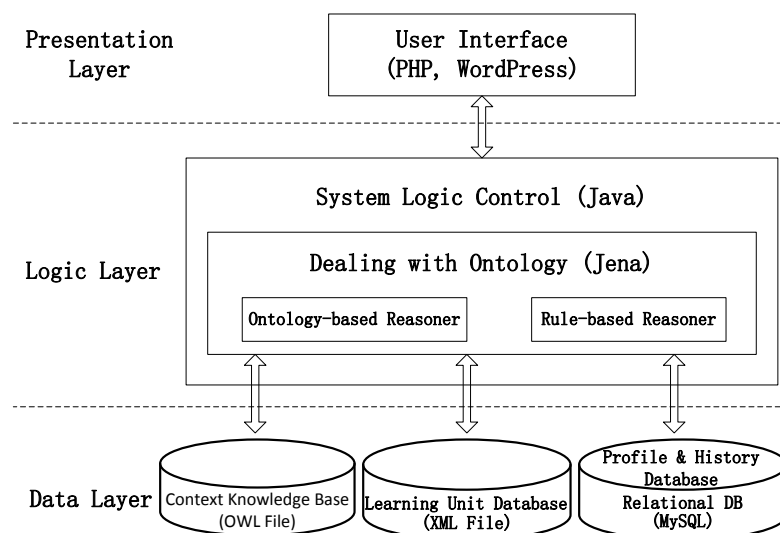 Presentation
Layer
User Interface
(PHP, WordPress)
System Logic Control (Java)
Logic Layer
Dealing with Ontology (Jena)
Ontology-based Reasoner
Rule-based Reasoner
Data Layer
Context Knowledge Base
(OWL File)
Learning Unit Database
(XML File)
Profile & History
Database
Relational DB
(MySQL)